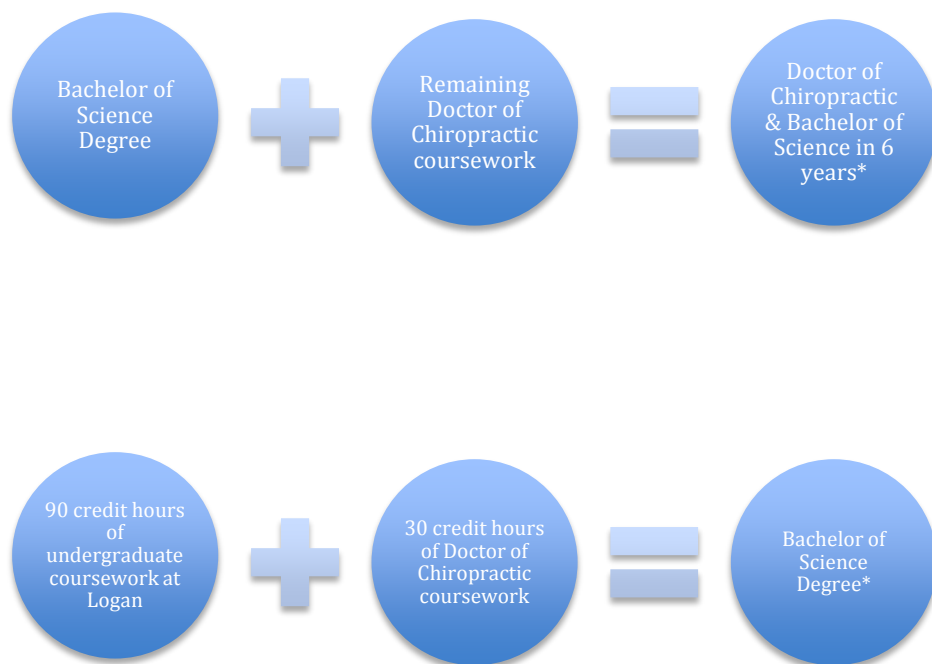 Bachelor of
Science
Degree
Remaining
Doctor of
Chiropractic
coursework
Doctor of
Chiropractic
& Bachelor of
Science in 6
years*
90 credit hours
of
undergraduate
coursework at
Logan
30 credit hours
of Doctor of
Chiropractic
coursework
Bachelor of
Science
Degree*